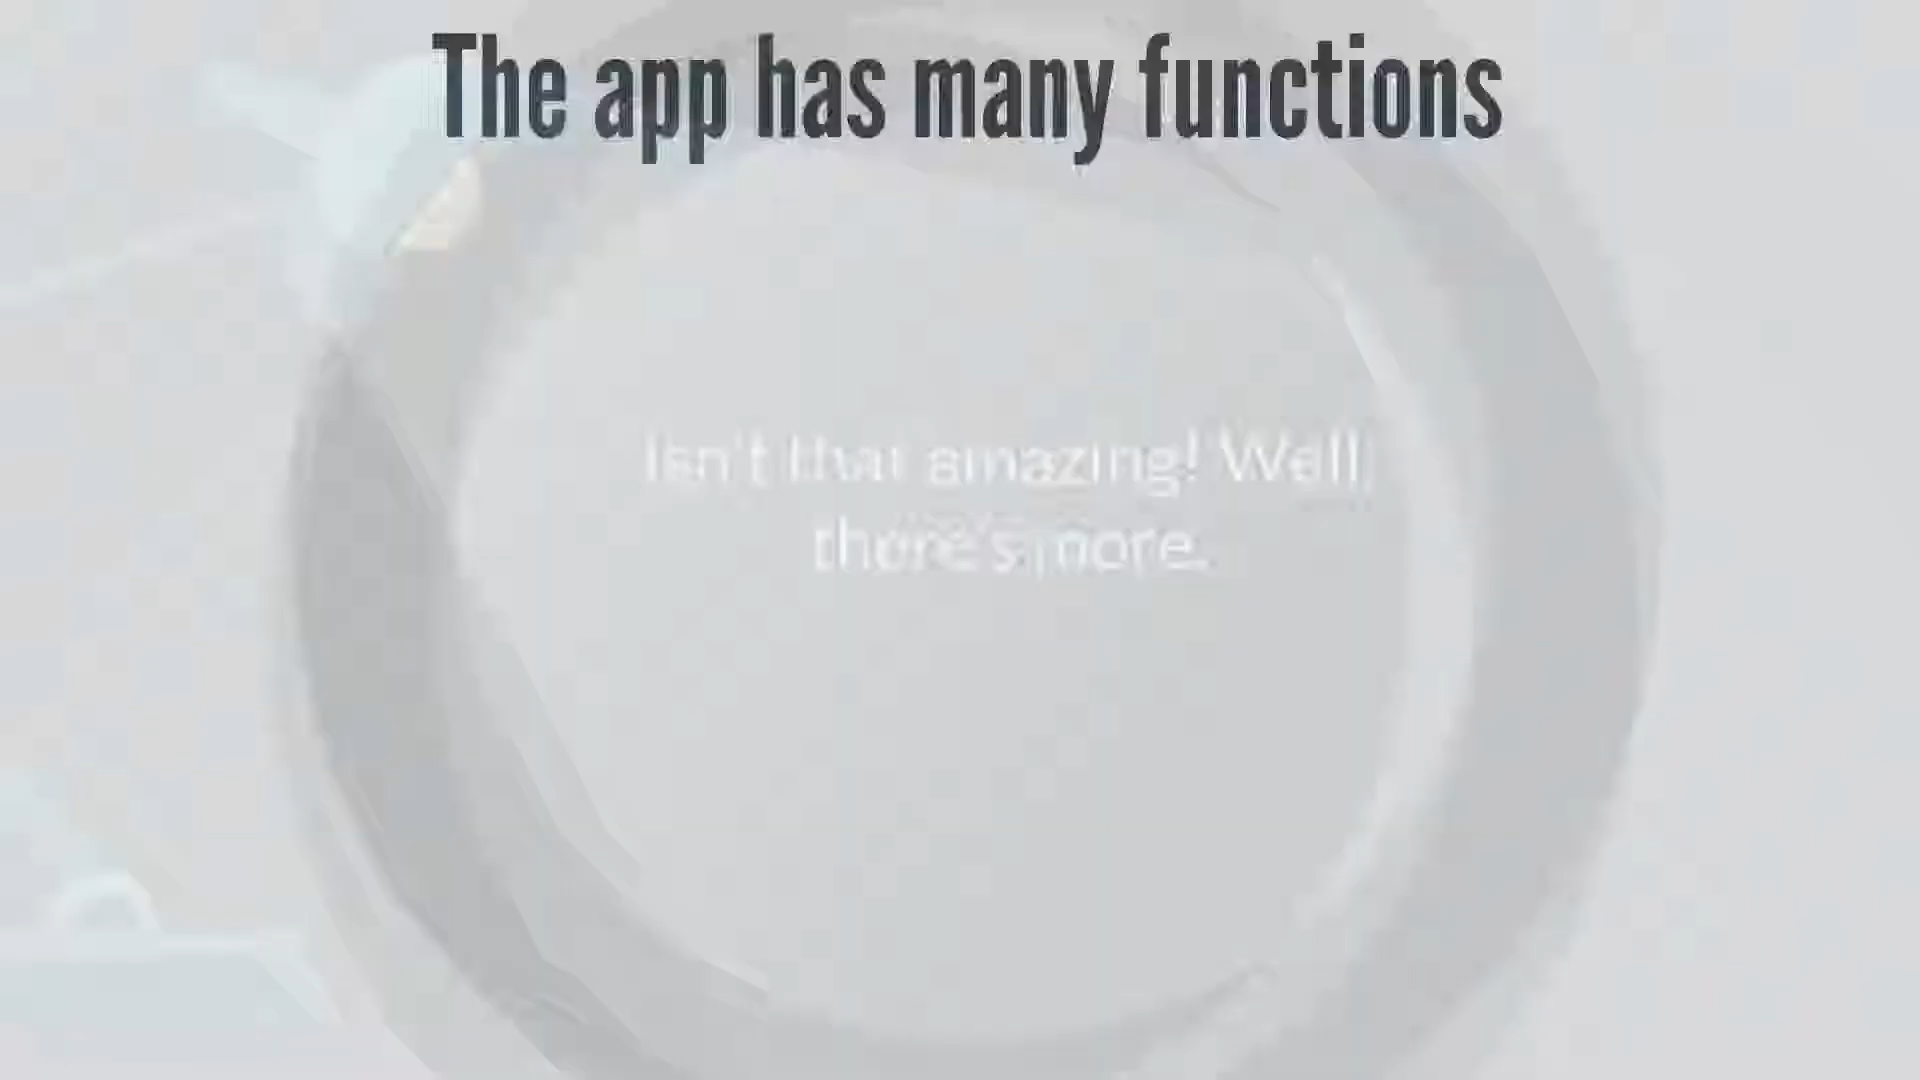 The app has many functions
Isn't that amazing! Well,
there's more.